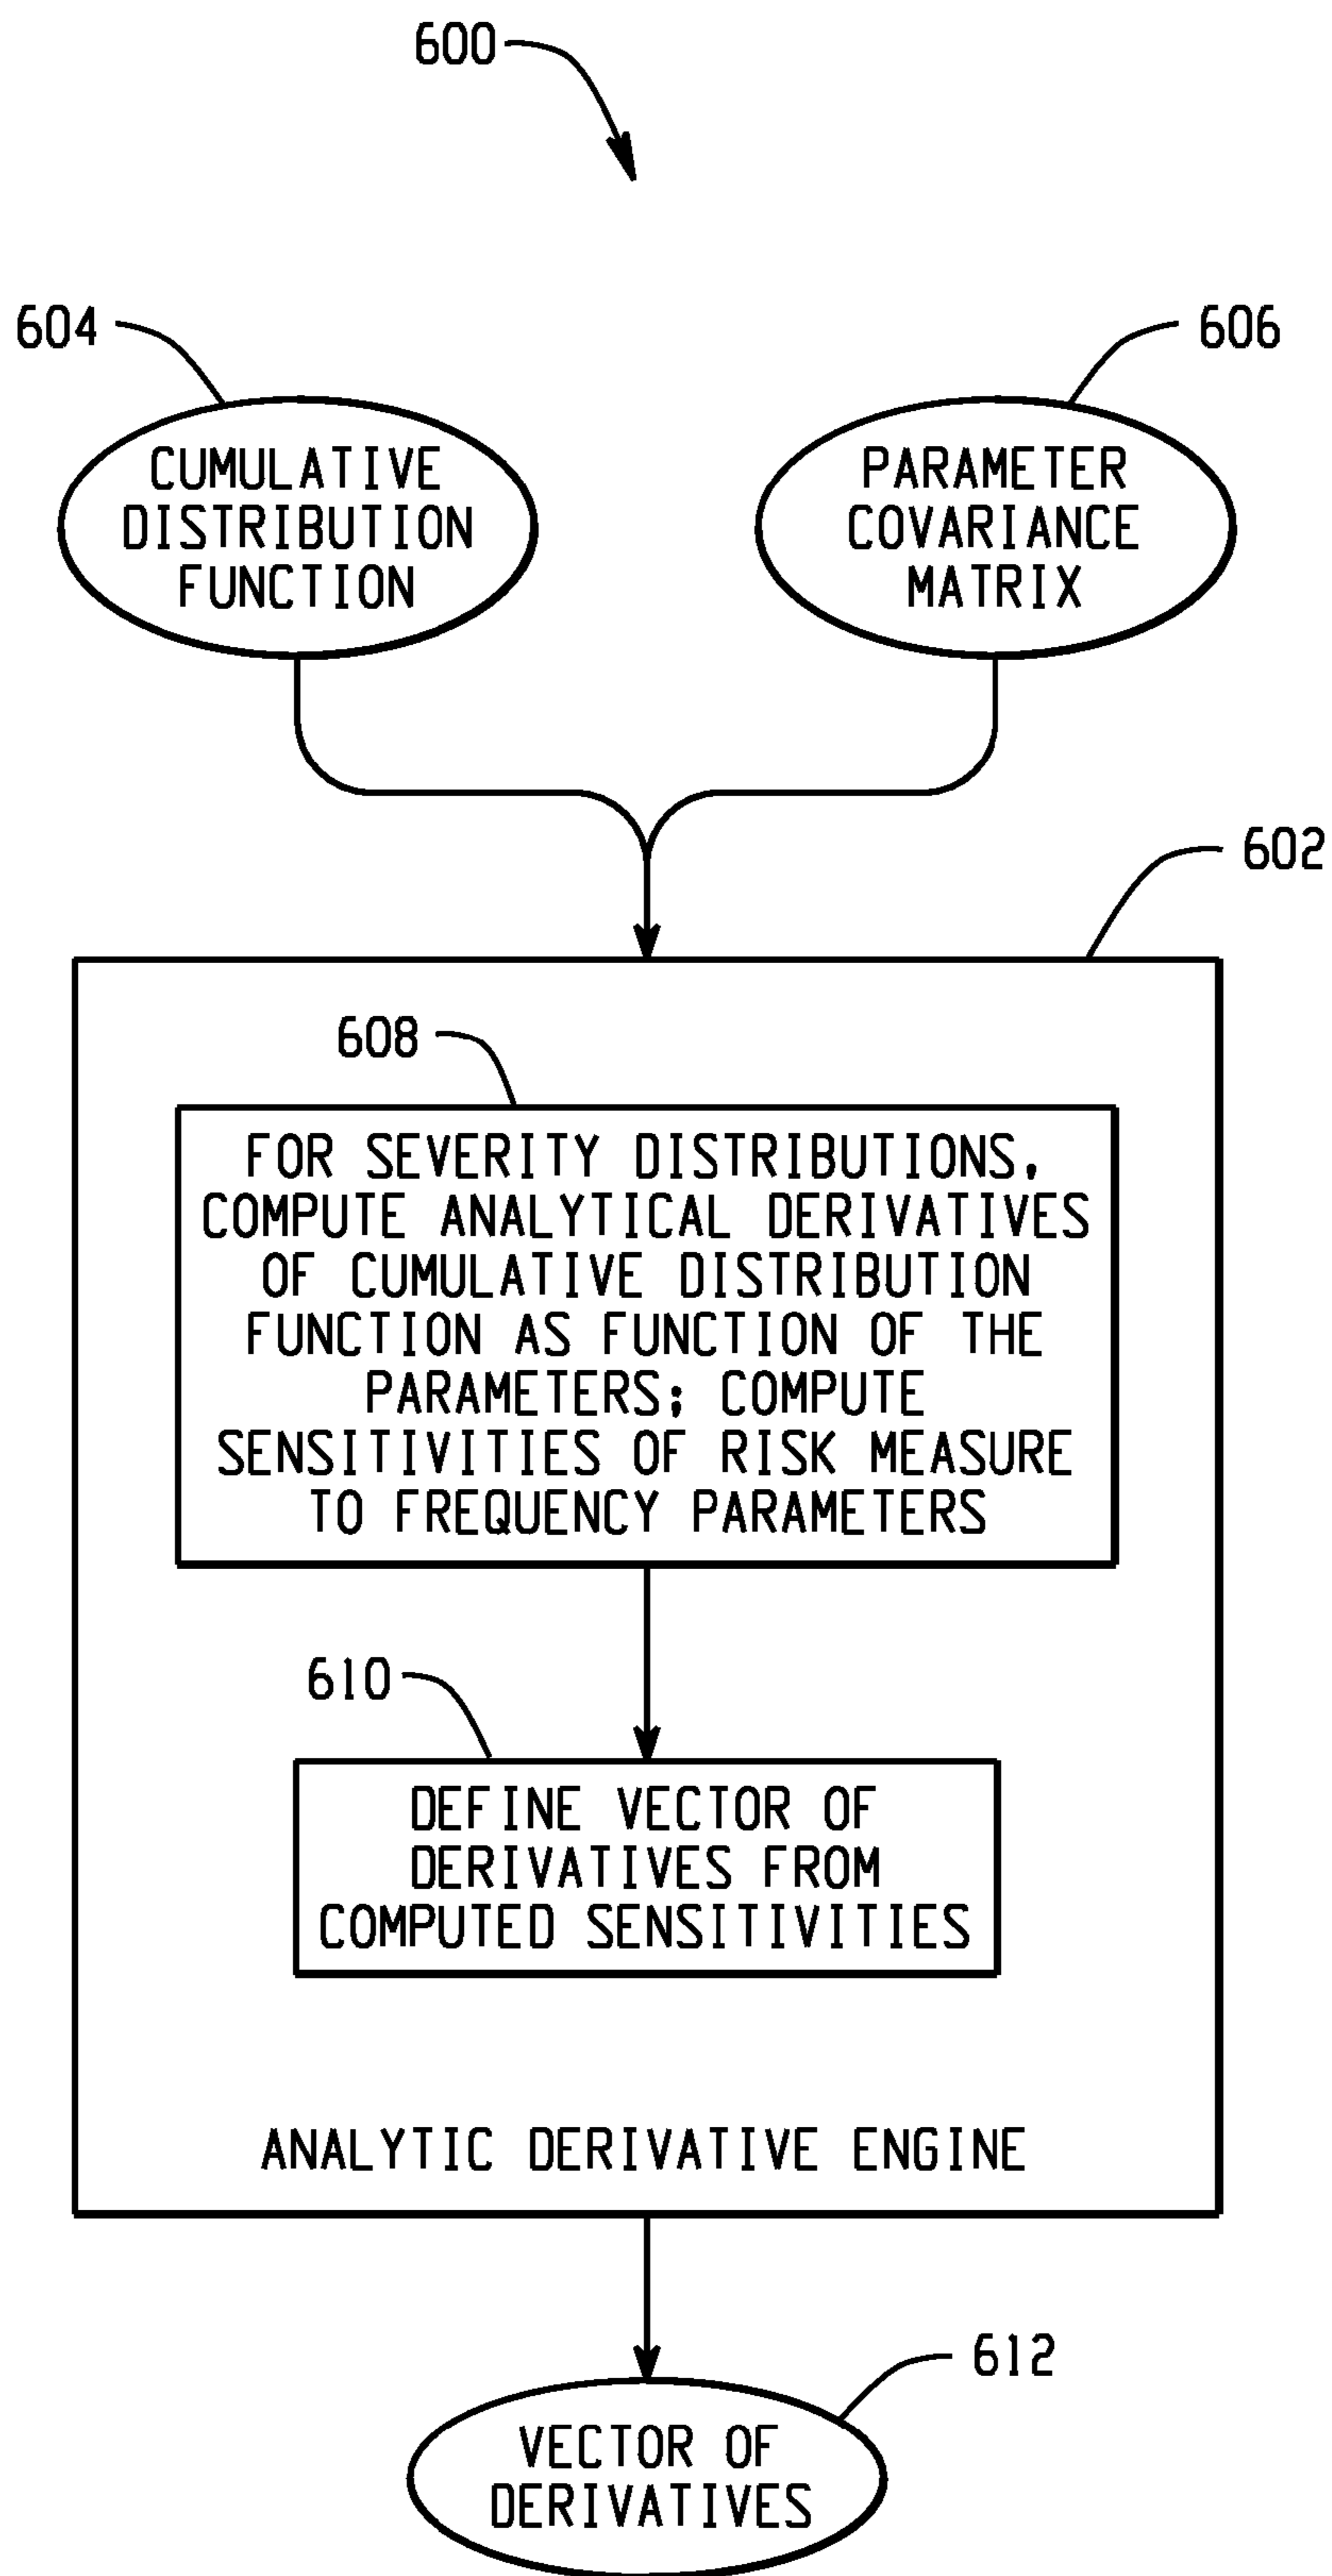 600
604
606
CUMULATIVE
DISTRIBUTION
FUNCTION
PARAMETER
COVARIANCE
MATRIX
602
608
FOR SEVERITY DISTRIBUTIONS,
COMPUTE ANALYTICAL DERIVATIVES
OF CUMULATIVE DISTRIBUTION
FUNCTION AS FUNCTION OF THE
PARAMETERS; COMPUTE
SENSITIVITIES OF RISK MEASURE
TO FREQUENCY PARAMETERS
610
DEFINE VECTOR OF
DERIVATIVES FROM
COMPUTED SENSITIVITIES
ANALYTIC DERIVATIVE ENGINE
612
VECTOR OF
DERIVATIVES